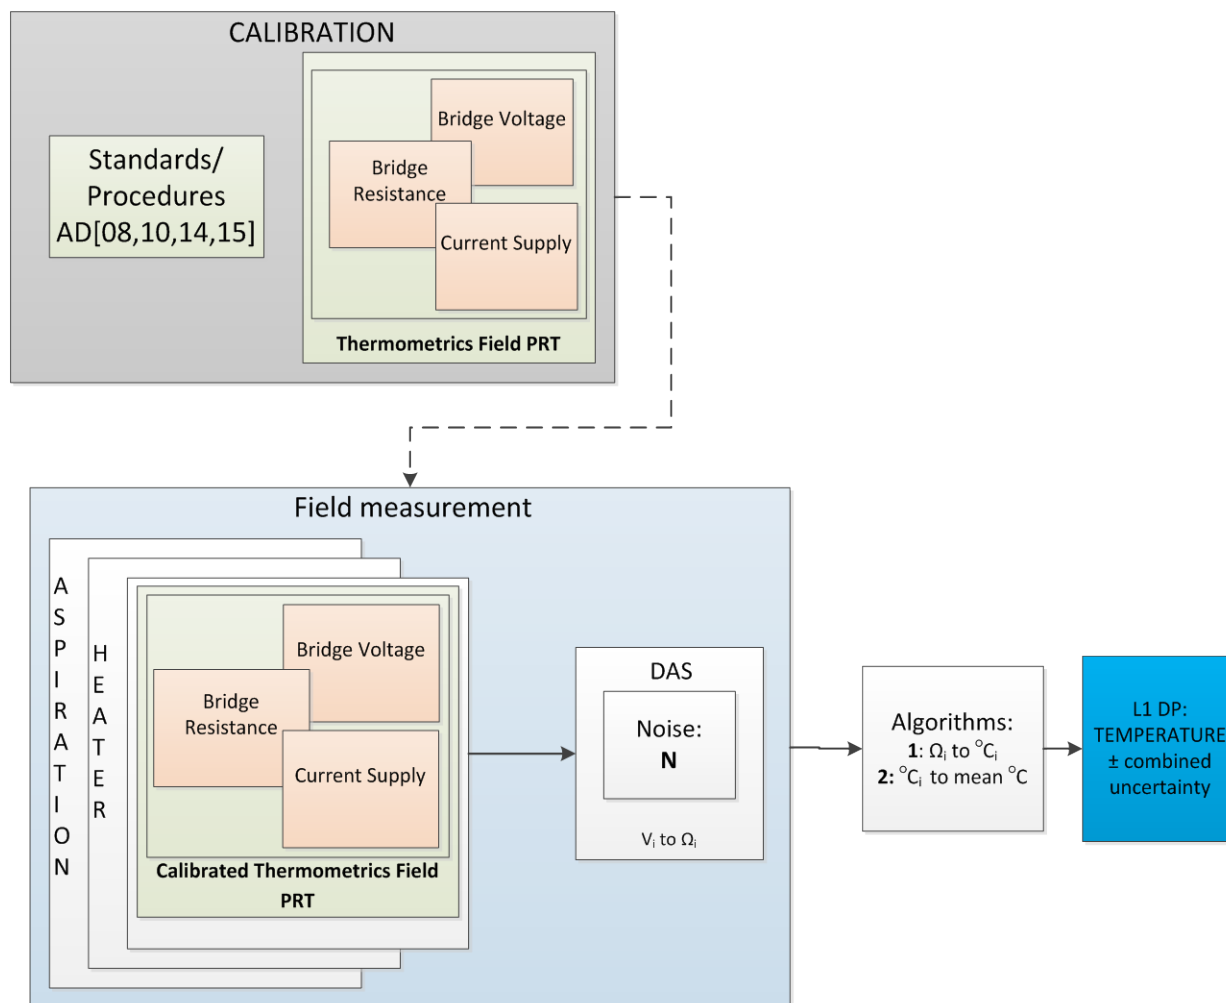 CALIBRATION
Standards/
Procedures
AD[08,10,14,15]
Bridge Voltage
Bridge
Resistance
Current Supply
Thermometrics Field PRT
Field measurement
ASPIRATION
HEATER
Bridge Voltage
Bridge
Resistance
Current Supply
Calibrated Thermometrics Field
PRT
DAS
Noise:
N
Vᵢ to Ωᵢ
Algorithms:
1: Ωᵢ to °Cᵢ
2: °Cᵢ to mean °C
L1 DP:
TEMPERATURE
± combined
uncertainty